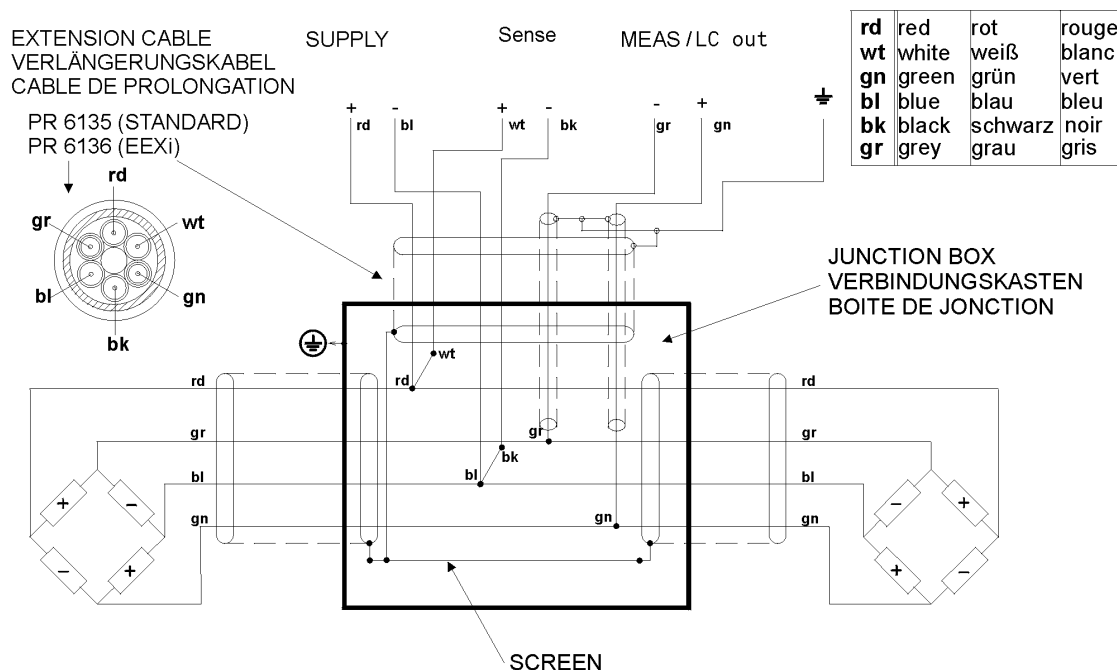 EXTENSION CABLE
VERLÄNGERUNGSKABEL
CABLE DE PROLONGATION
PR 6135 (STANDARD)
PR 6136 (EEXi)
rd
gr
wt
bl
gn
bk
SUPPLY
Sense
MEAS/LC out
+
-
+
-
-
+
rd
bl
wt
bk
gr
gn
rd red rot rouge
wt white weiß blanc
gn green grün vert
bl blue blau bleu
bk black schwarz noir
gr grey grau gris
JUNCTION BOX
VERBINDUNGSKASTEN
BOITE DE JONCTION
wt
rd
rd
rd
gr
gr
gr
bk
bl
bl
bl
gn
gn
gn
+
-
-
+
-
+
+
-
SCREEN